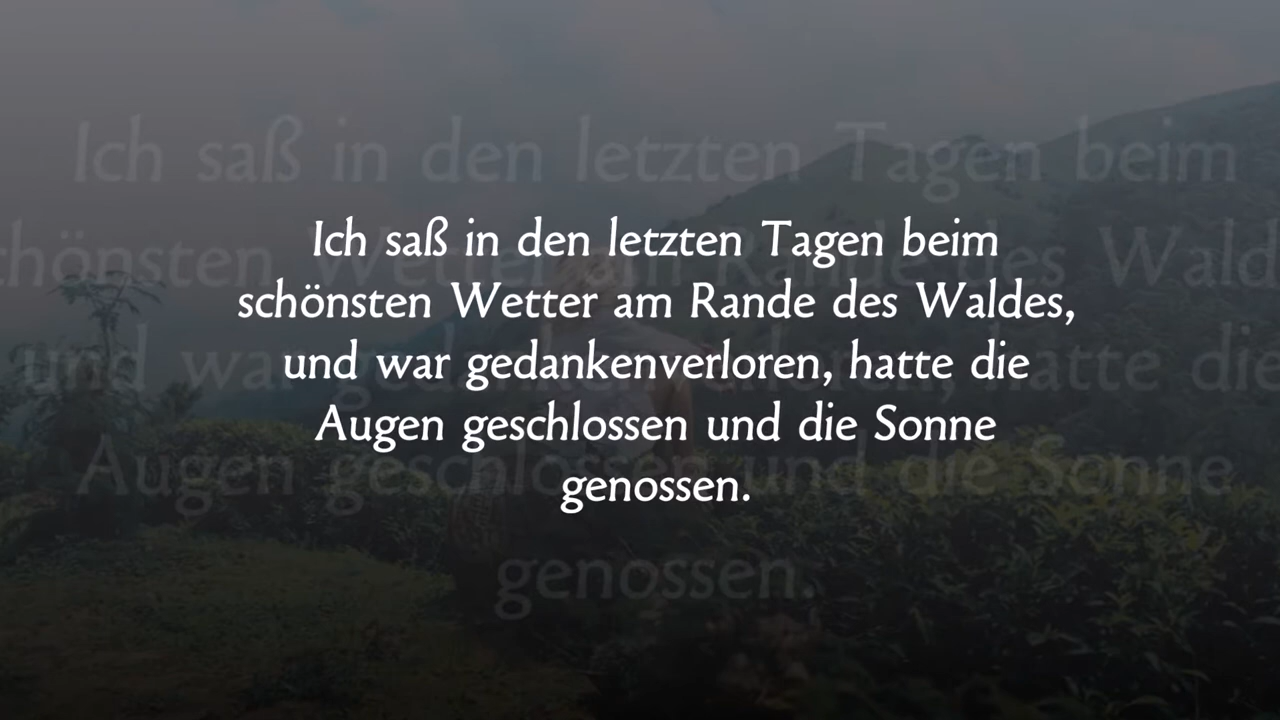 Ich saß in den letzten Tagen beim
schönsten Wetter am Rande des Waldes,
und war gedankenverloren, hatte die
Augen geschlossen und die Sonne
genossen.